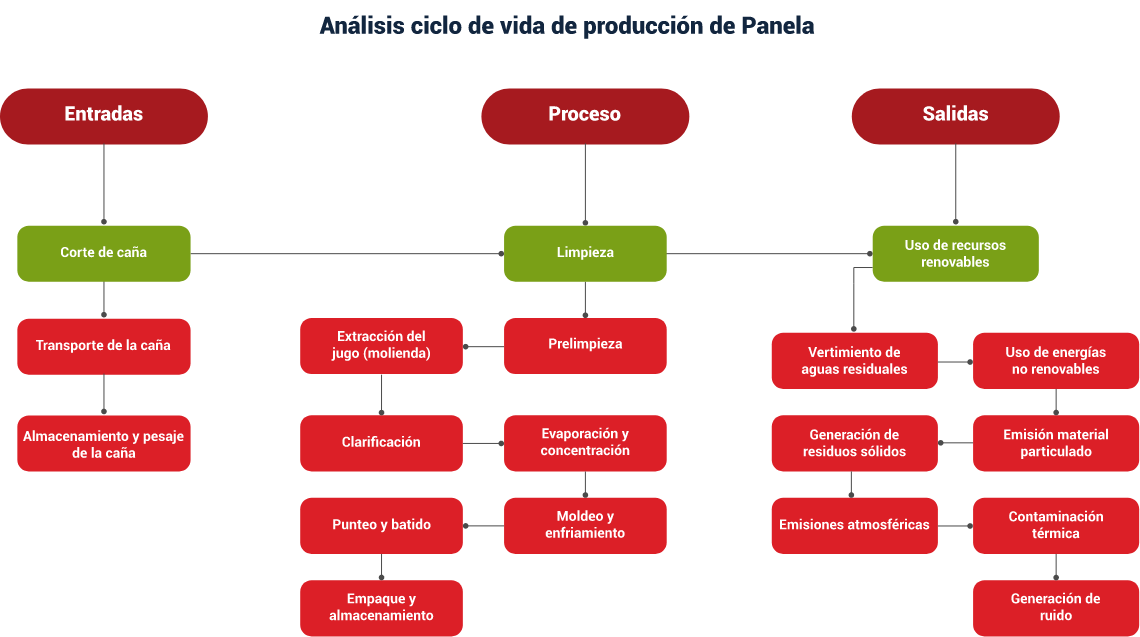 Análisis ciclo de vida de producción de Panela
Entradas
Proceso
Salidas
Corte de caña
Limpieza
Uso de recursos
renovables
Transporte de la caña
Extracción del
jugo (molienda)
Prelimpieza
Vertimiento de
aguas residuales
Uso de energías
no renovables
Almacenamiento y pesaje
de la caña
Clarificación
Evaporación y
concentración
Generación de
residuos sólidos
Emisión material
particulado
Punteo y batido
Moldeo y
enfriamiento
Emisiones atmosféricas
Contaminación
térmica
Empaque y
almacenamiento
Generación de
ruido